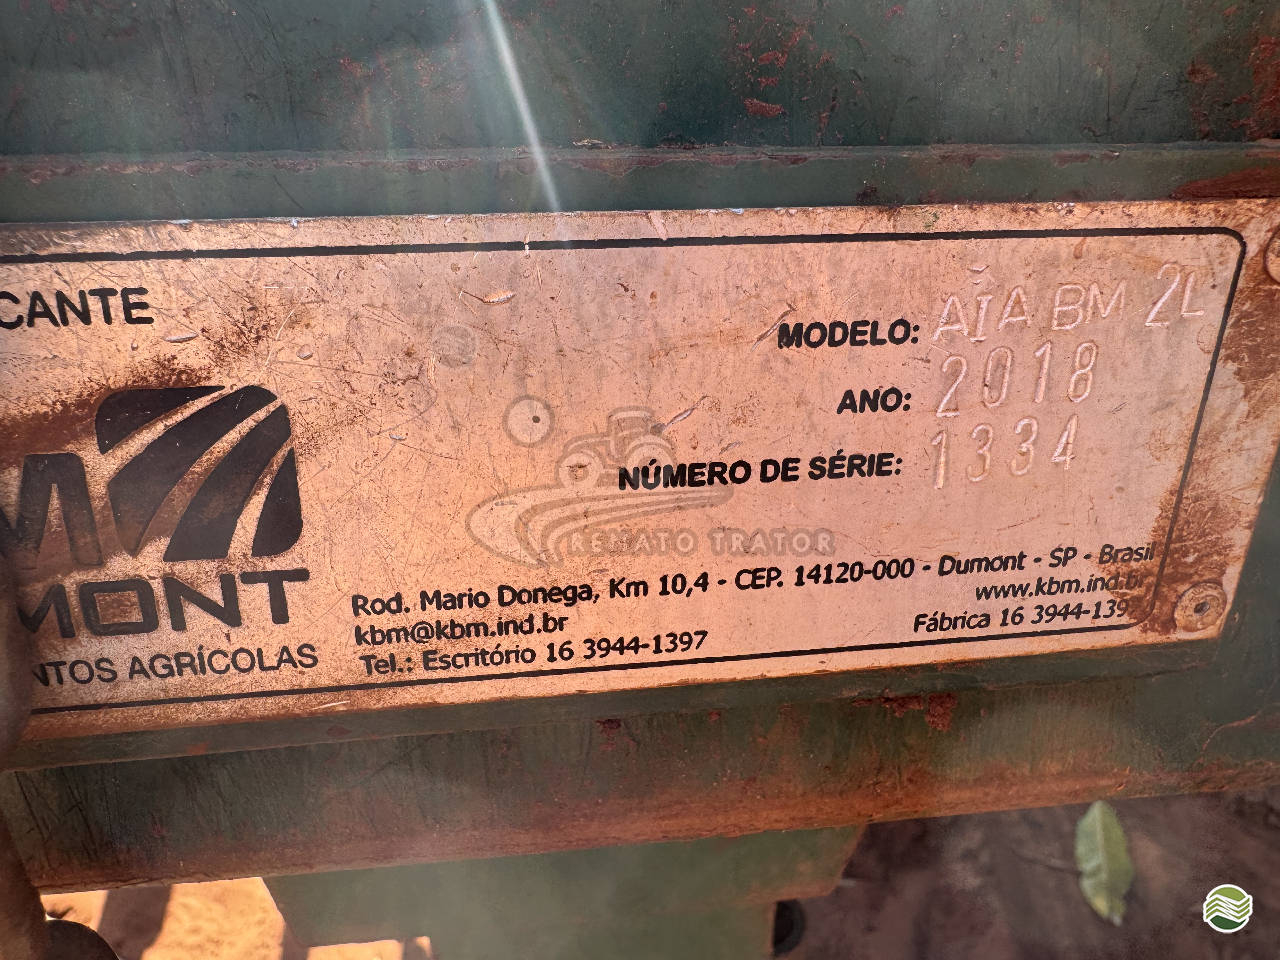 CANTE
MODELO: AIA BM 2L
ANO: 2018
NÚMERO DE SÉRIE: 1334
RENATO TRATOR
M
MONT
NTOS AGRÍCOLAS
Rod. Mario Donega, Km 10,4 - CEP. 14120-000 - Dumont - SP - Brasil
kbm@kbm.ind.br
www.kbm.ind.br
Tel.: Escritório 16 3944-1397
Fábrica 16 3944-139